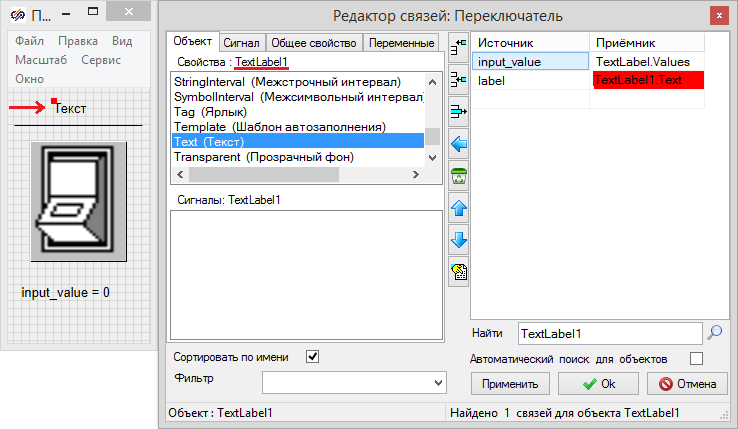 П...
Файл Правка Вид
Масштаб Сервис
Окно
Текст
input_value = 0
Редактор связей: Переключатель
Объект Сигнал Общее свойство Переменные
Свойства : TextLabel1
StringInterval (Межстрочный интервал)
SymbolInterval (Межсимвольный интервал)
Tag (Ярлык)
Template (Шаблон автозаполнения)
Text (Текст)
Transparent (Прозрачный фон)
Сигналы: TextLabel1
Сортировать по имени
Фильтр
Источник Приёмник
input_value TextLabel.Values
label TextLabel1.Text
Найти TextLabel1
Автоматический поиск для объектов
Применить Ok Отмена
Объект : TextLabel1 Найдено 1 связей для объекта TextLabel1